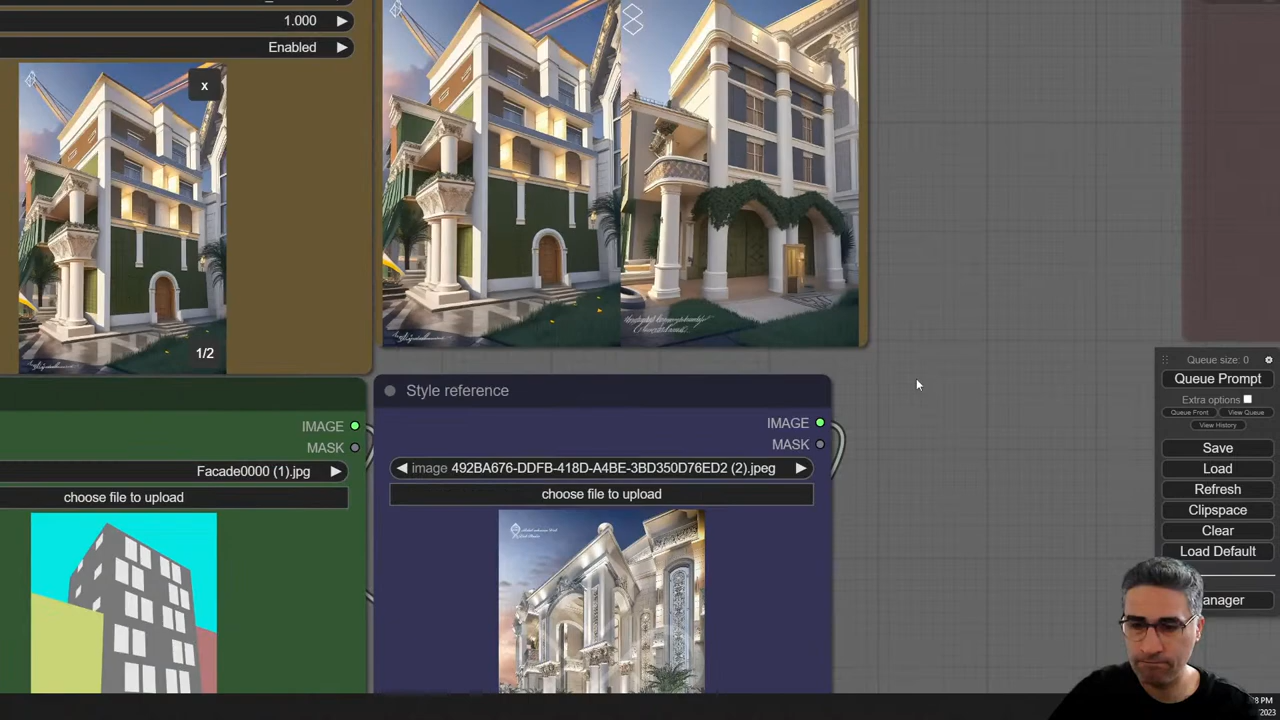 1.000
Enabled
x
1/2
IMAGE
MASK
Facade0000 (1).jpg
choose file to upload
Style reference
IMAGE
MASK
image 492BA676-DDFB-418D-A4BE-3BD350D76ED2 (2).jpeg
choose file to upload
Queue size: 0
Queue Prompt
Extra options
Queue Front
View Queue
View History
Save
Load
Refresh
Clipspace
Clear
Load Default